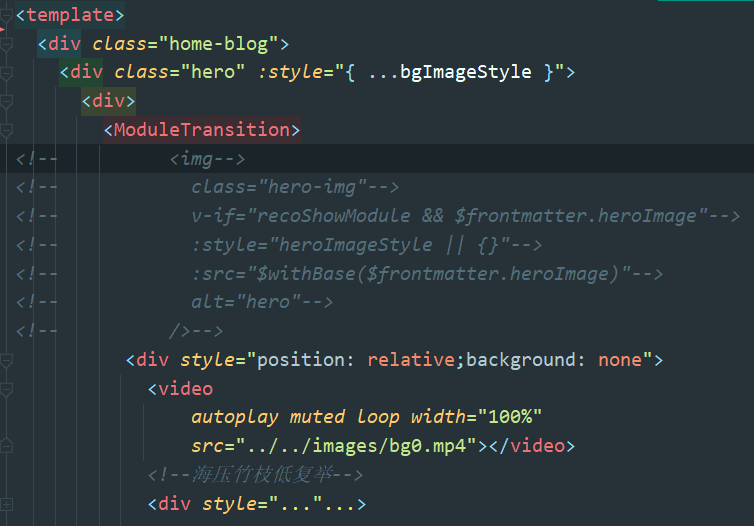 <template>
<div class="home-blog">
<div class="hero" :style="{ ...bgImageStyle }">
<div>
<ModuleTransition>
<!--          <img-->
<!--            class="hero-img"-->
<!--            v-if="recoShowModule && $frontmatter.heroImage"-->
<!--            :style="heroImageStyle || {}"-->
<!--            :src="$withBase($frontmatter.heroImage)"-->
<!--            alt="hero"-->
<!--          />-->
<div style="position: relative;background: none">
<video
autoplay muted loop width="100%"
src="../../images/bg0.mp4"></video>
<!--海压竹枝低复举-->
<div style="..."...>